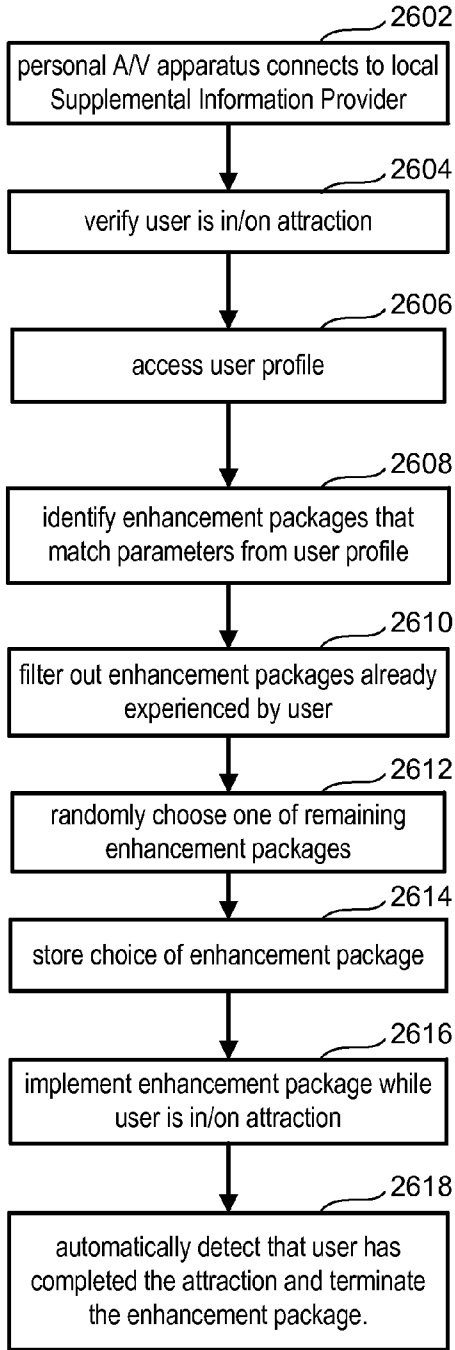 2602
personal A/V apparatus connects to local
Supplemental Information Provider
2604
verify user is in/on attraction
2606
access user profile
2608
identify enhancement packages that
match parameters from user profile
2610
filter out enhancement packages already
experienced by user
2612
randomly choose one of remaining
enhancement packages
2614
store choice of enhancement package
2616
implement enhancement package while
user is in/on attraction
2618
automatically detect that user has
completed the attraction and terminate
the enhancement package.